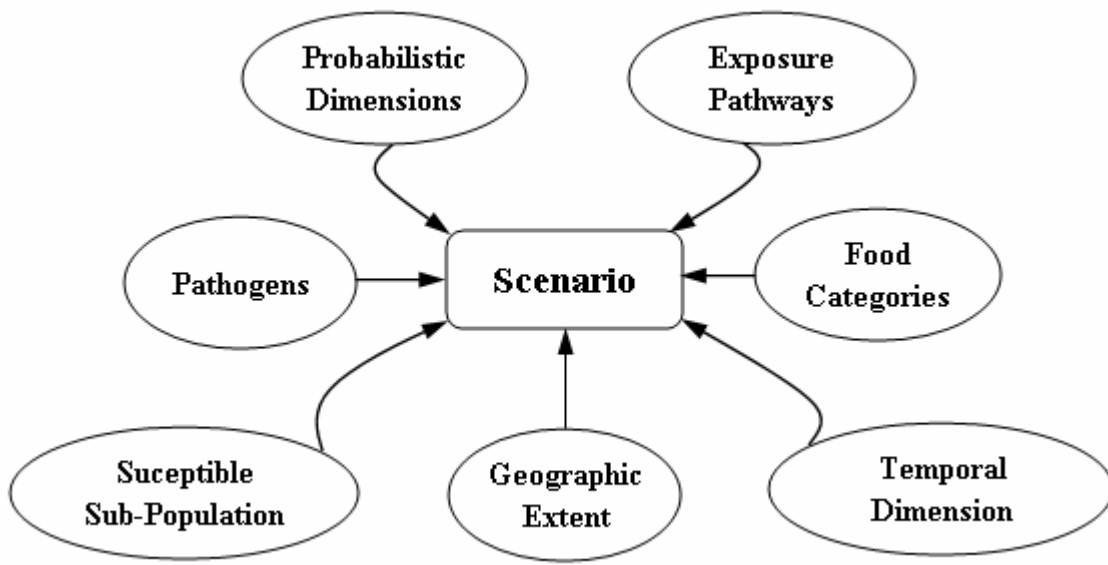 Probabilistic
Dimensions
Exposure
Pathways
Pathogens
Scenario
Food
Categories
Suceptible
Sub-Population
Geographic
Extent
Temporal
Dimension